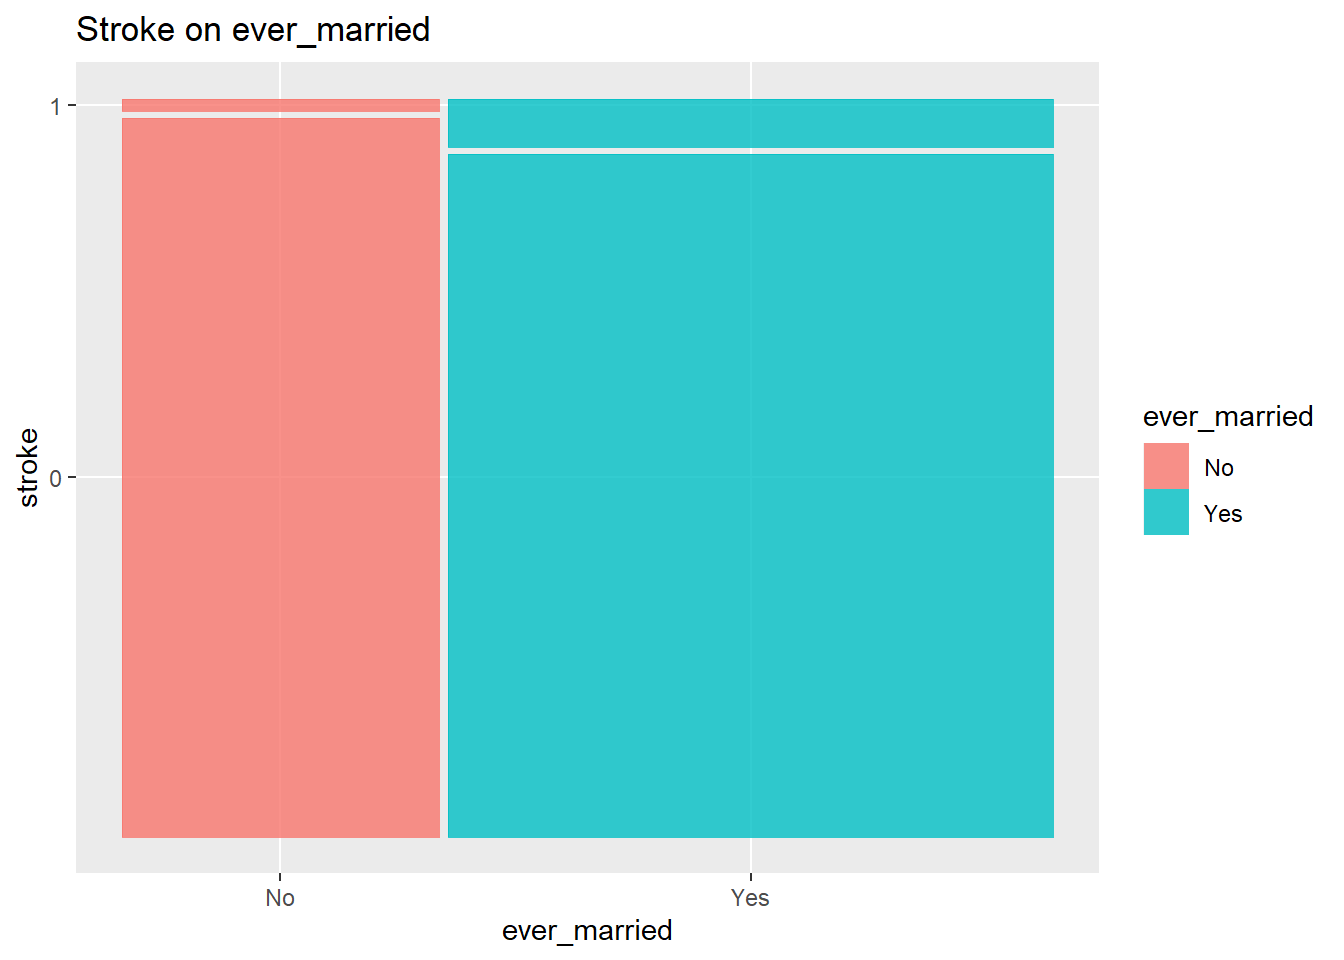 Stroke on ever_married
1
0
stroke
No
Yes
ever_married
ever_married
No
Yes